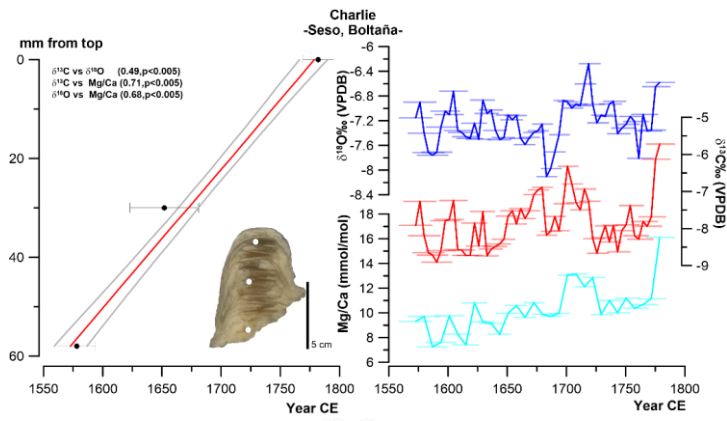 Charlie
-Seso, Boltaña-
mm from top
δ¹³C vs δ¹⁸O (0.49,p<0.005)
δ¹³C vs Mg/Ca (0.71,p<0.005)
δ¹⁸O vs Mg/Ca (0.68,p<0.005)
0
20
40
60
5 cm
1550 1600 1650 1700 1750 1800
Year CE
-6
-6.4
-6.8
-7.2
-7.6
-8
-8.4
δ¹⁸O‰ (VPDB)
-5
-6
-7
-8
-9
δ¹³C‰ (VPDB)
18
16
14
12
10
8
6
Mg/Ca (mmol/mol)
1550 1600 1650 1700 1750 1800
Year CE